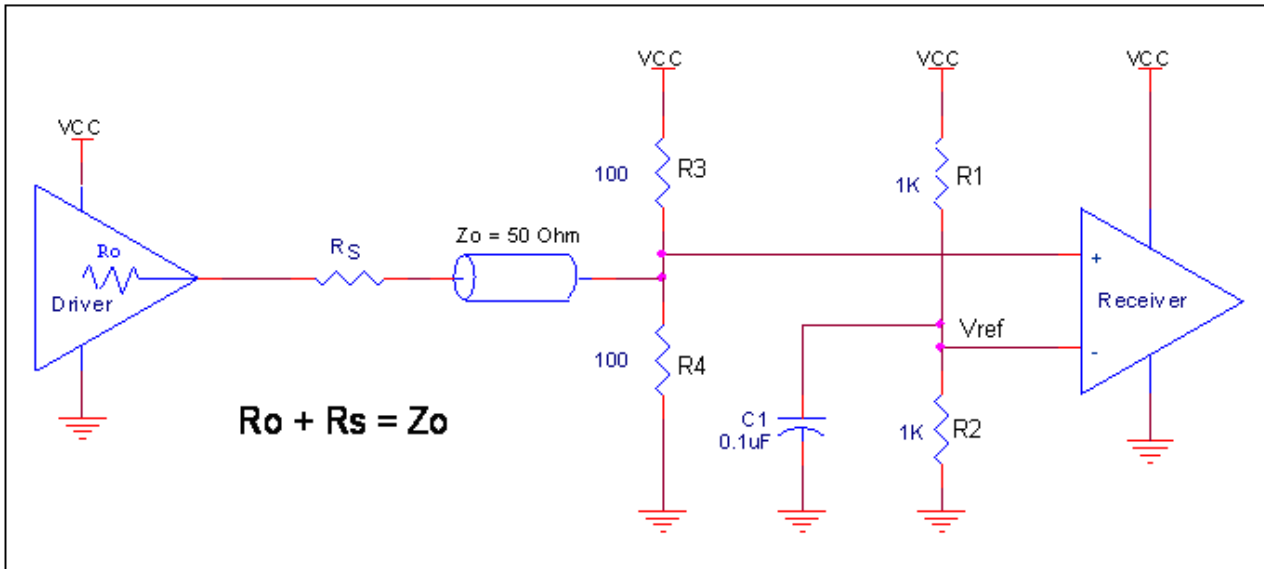 VCC
VCC
VCC
VCC
R3
100
R1
1K
Ro
Driver
RS
Zo = 50 Ohm
+
Receiver
Vref
-
100
R4
Ro + Rs = Zo
C1
0.1uF
1K
R2